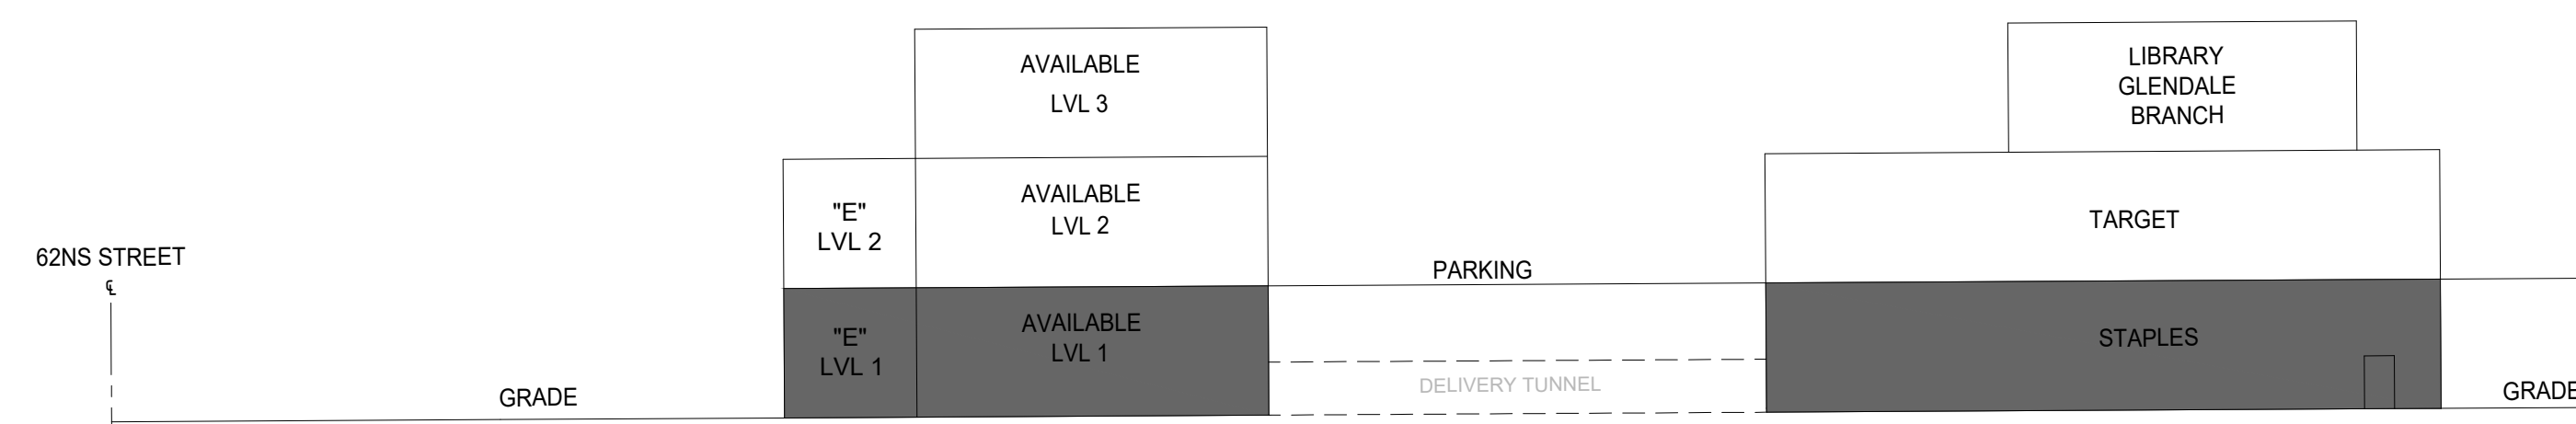 AVAILABLE
LVL 3
LIBRARY
GLENDALE
BRANCH
"E"
LVL 2
AVAILABLE
LVL 2
TARGET
62NS STREET
℄
PARKING
"E"
LVL 1
AVAILABLE
LVL 1
STAPLES
GRADE
DELIVERY TUNNEL
GRADE